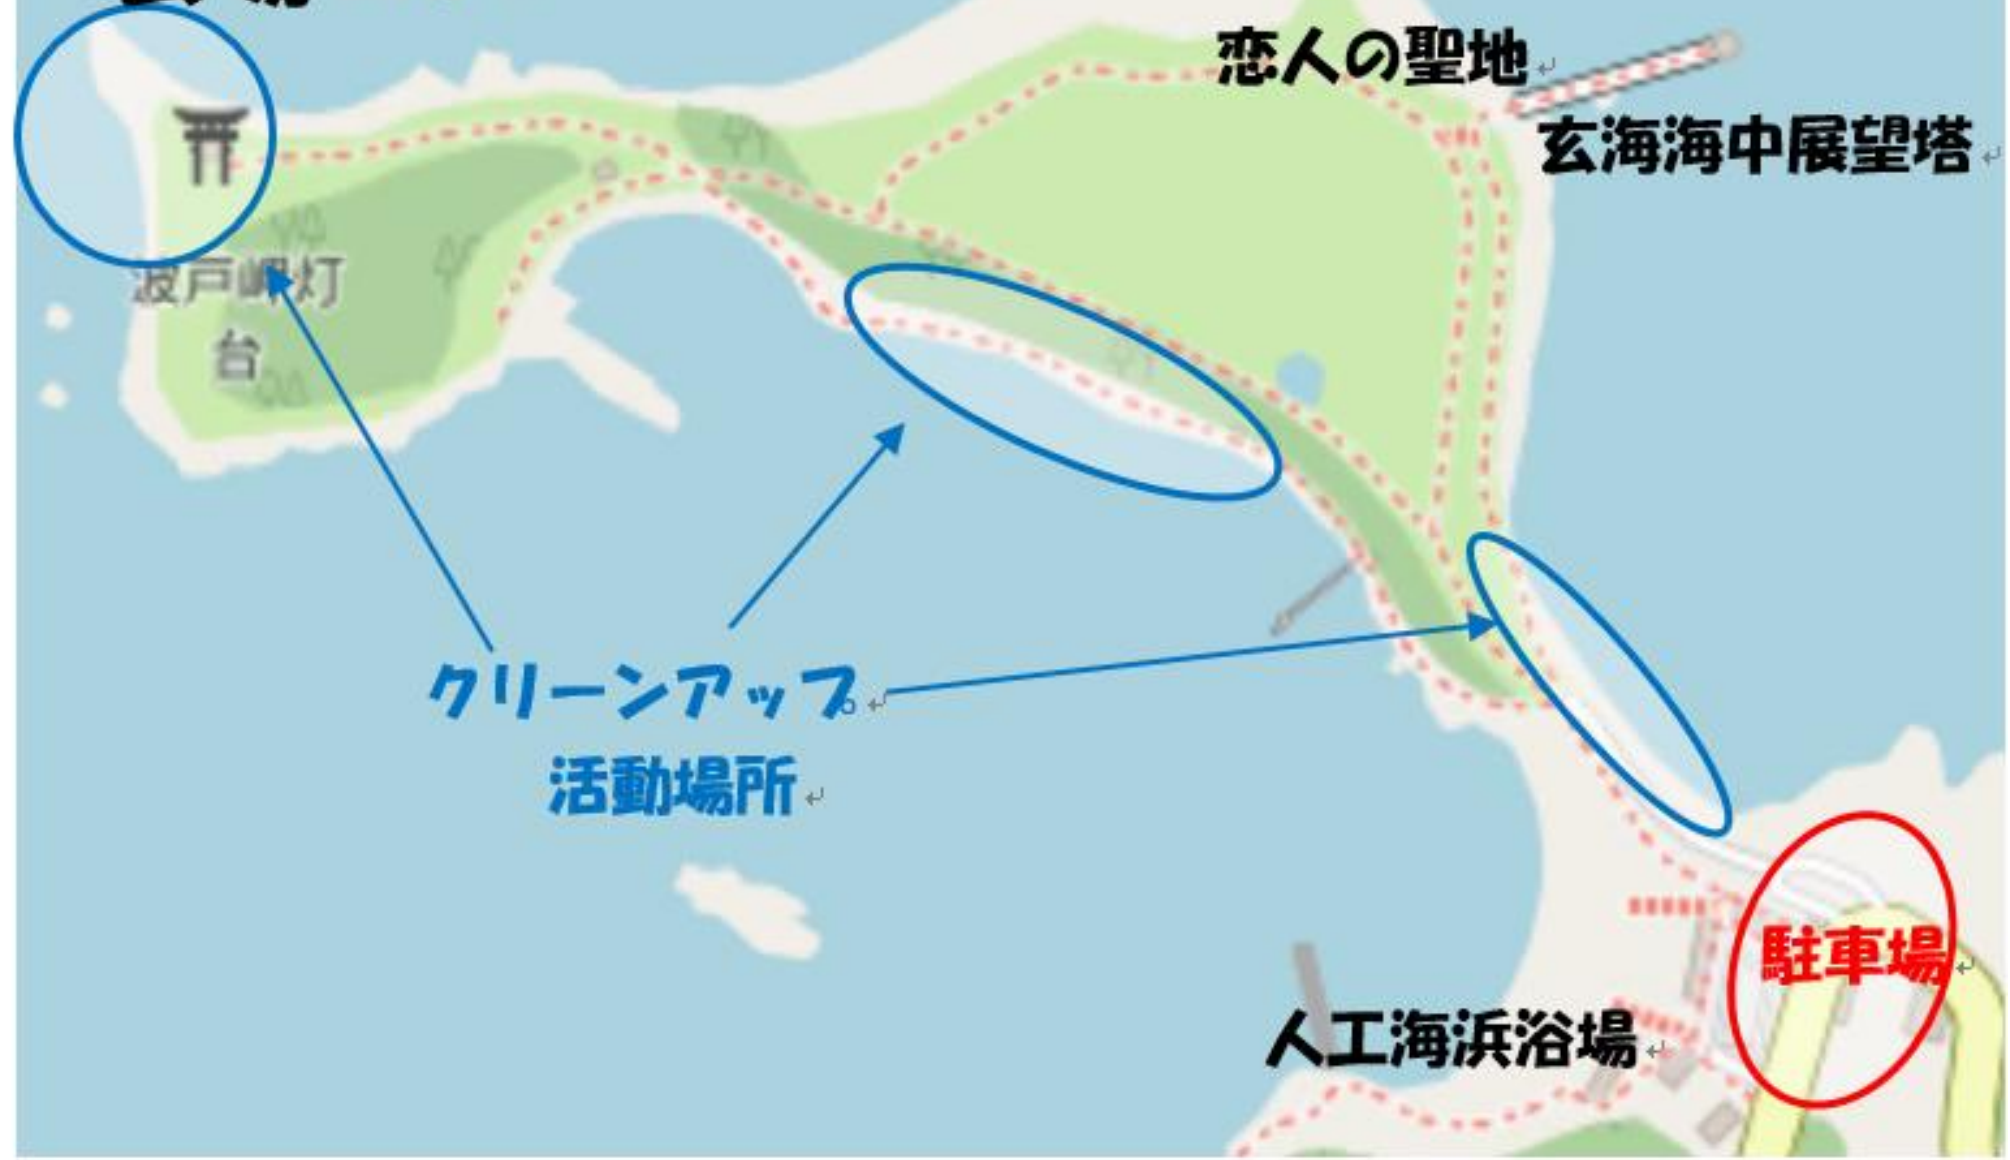 恋人の聖地
玄海海中展望塔
波戸岬灯
台
クリーンアップ。
活動場所
駐車場
人工海浜浴場